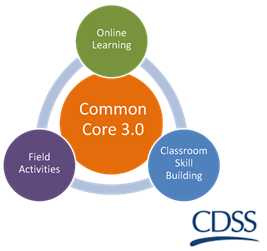 Online
Learning
Common
Core 3.0
Field
Activities
Classroom
Skill
Building
CDSS